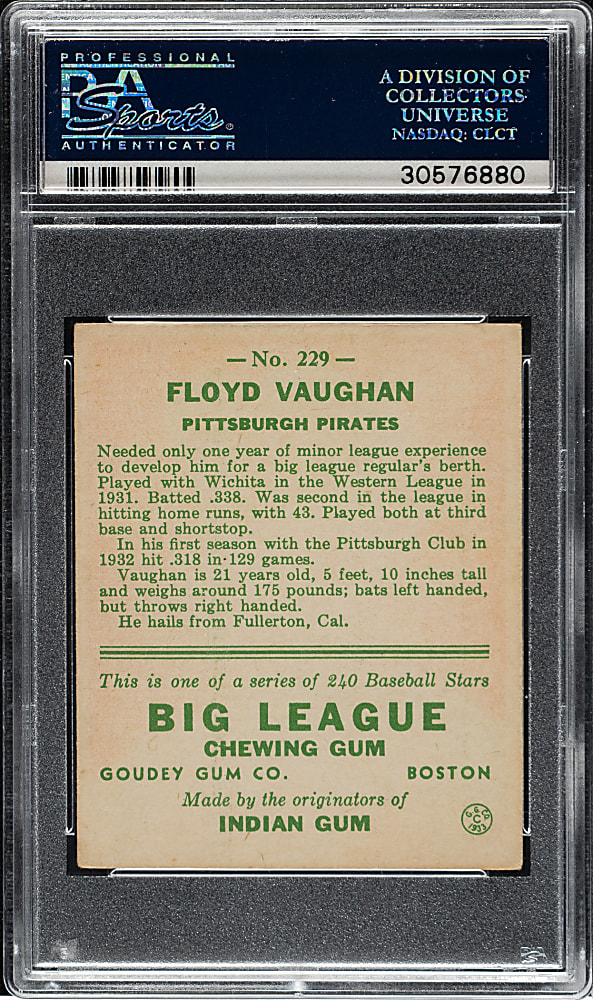 PROFESSIONAL
PSA
Sports®
AUTHENTICATOR
A DIVISION OF
COLLECTORS
UNIVERSE
NASDAQ: CLCT
30576880
— No. 229 —
FLOYD VAUGHAN
PITTSBURGH PIRATES
Needed only one year of minor league experience
to develop him for a big league regular's berth.
Played with Wichita in the Western League in
1931. Batted .338. Was second in the league in
hitting home runs, with 43. Played both at third
base and shortstop.
In his first season with the Pittsburgh Club in
1932 hit .318 in·129 games.
Vaughan is 21 years old, 5 feet, 10 inches tall
and weighs around 175 pounds; bats left handed,
but throws right handed.
He hails from Fullerton, Cal.
This is one of a series of 240 Baseball Stars
BIG LEAGUE
CHEWING GUM
GOUDEY GUM CO. BOSTON
Made by the originators of
INDIAN GUM
G. G. CO.
C
1933